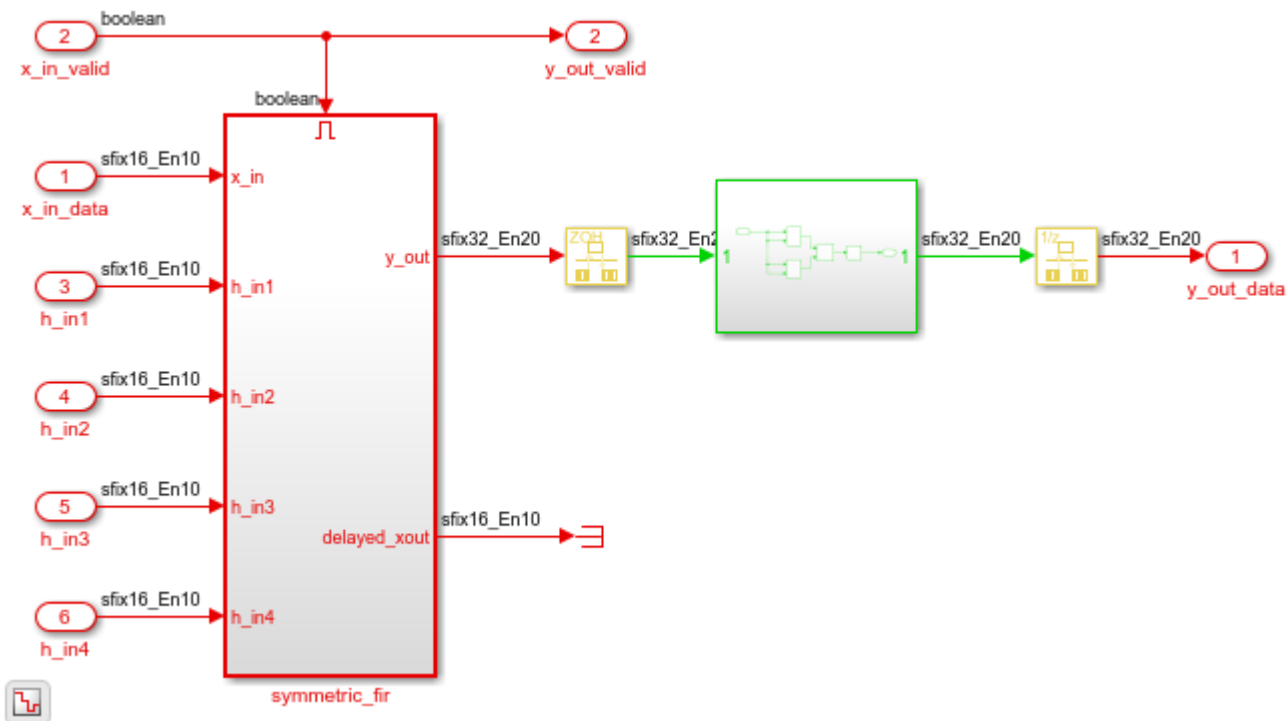 boolean
2
x_in_valid
2
y_out_valid
boolean
sfix16_En10
1
x_in_data
x_in
sfix16_En10
3
h_in1
h_in1
sfix16_En10
4
h_in2
h_in2
sfix16_En10
5
h_in3
h_in3
sfix16_En10
6
h_in4
h_in4
y_out
sfix32_En20
ZOH
sfix32_En2
1
1
sfix32_En20
1/z
sfix32_En20
1
y_out_data
delayed_xout
sfix16_En10
symmetric_fir